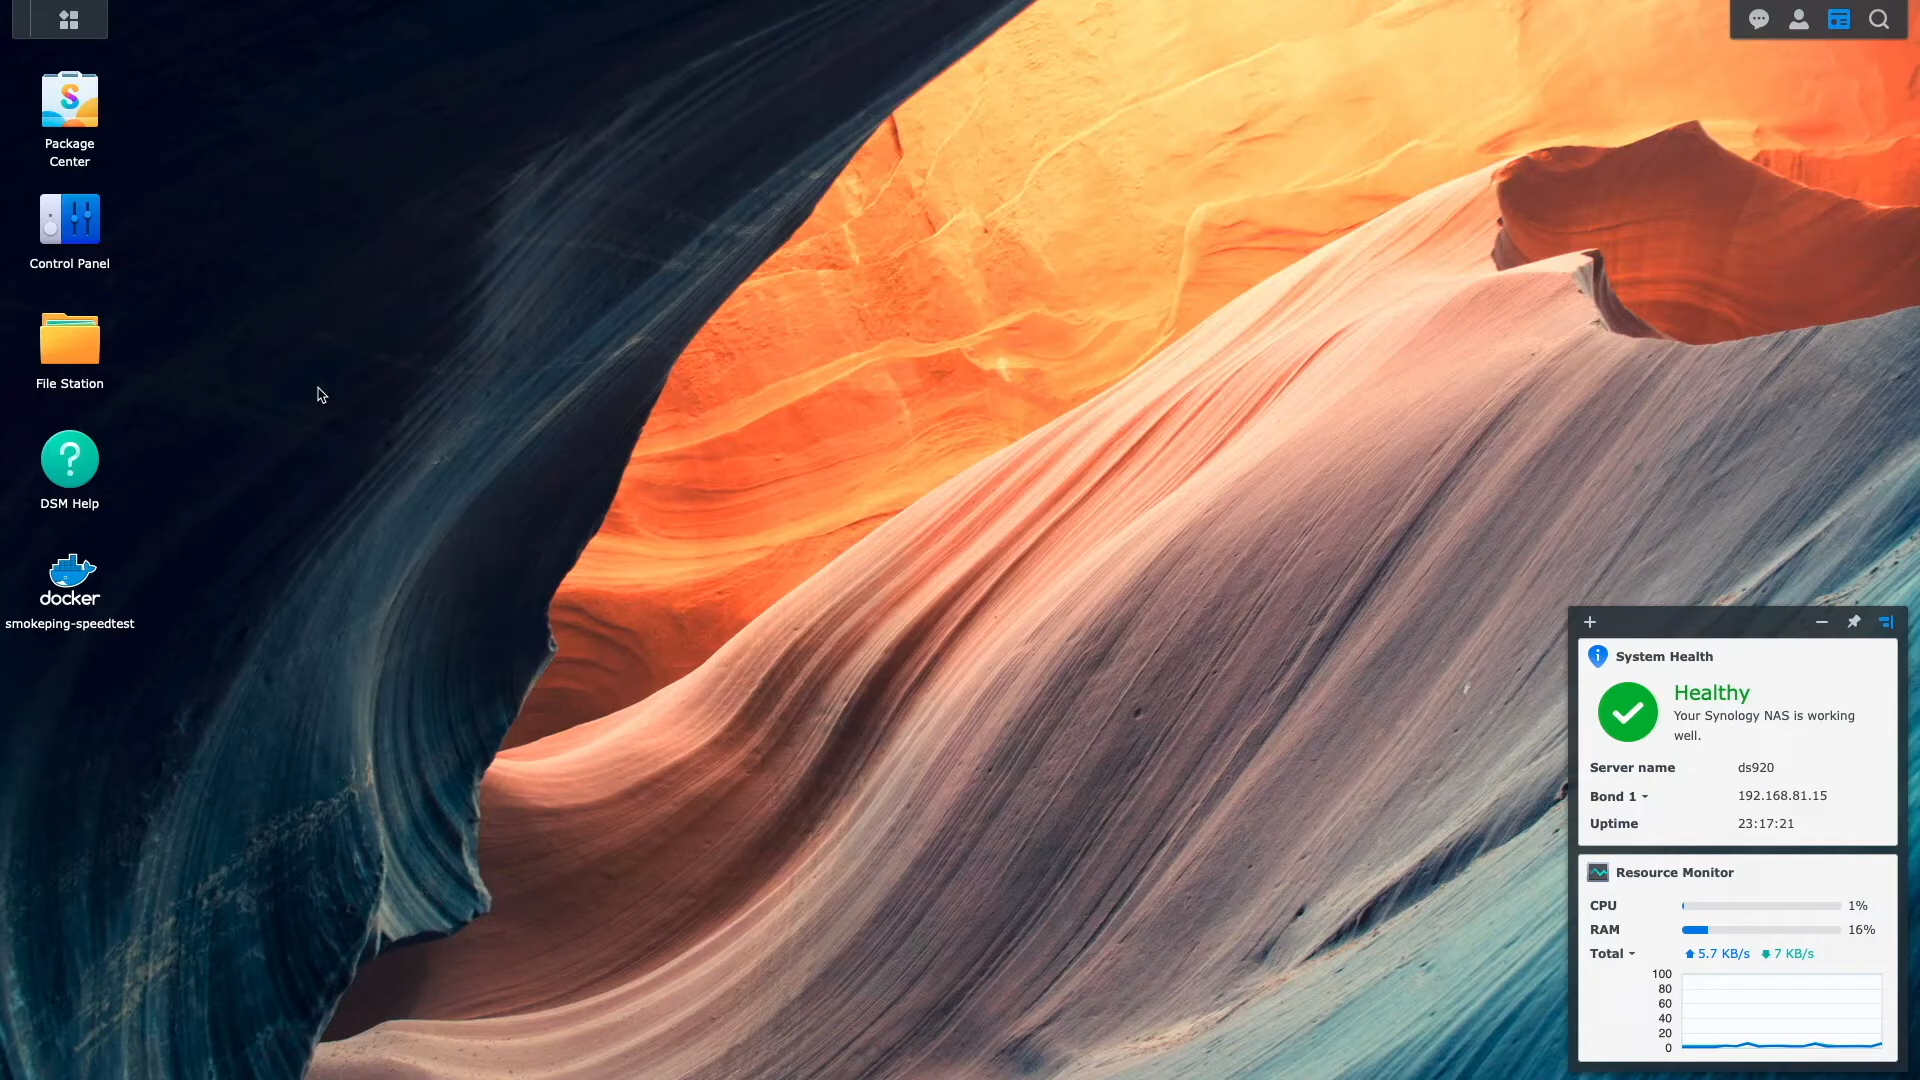 S
Package
Center
Control Panel
File Station
?
DSM Help
docker
smokeping-speedtest
System Health
Healthy
Your Synology NAS is working
well.
Server name ds920
Bond 1 192.168.81.15
Uptime 23:17:21
Resource Monitor
CPU 1%
RAM 16%
Total 5.7 KB/s 7 KB/s
100
80
60
40
20
0